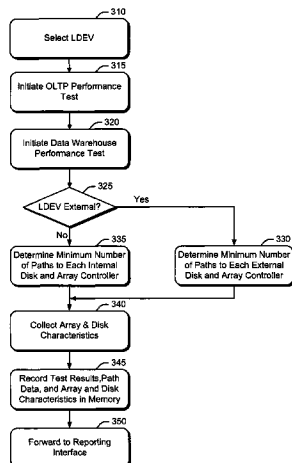 310
Select LDEV
315
Initiate OLTP Performance
Test
320
Initiate Data Warehouse
Performance Test
325
LDEV External?
Yes
No
335
Determine Minimum Number
of Paths to Each Internal
Disk and Array Controller
330
Determine Minimum Number
of Paths to Each External
Disk and Array Controller
340
Collect Array & Disk
Characteristics
345
Record Test Results,Path
Data, and Array and Disk
Characteristics in Memory
350
Forward to Reporting
Interface